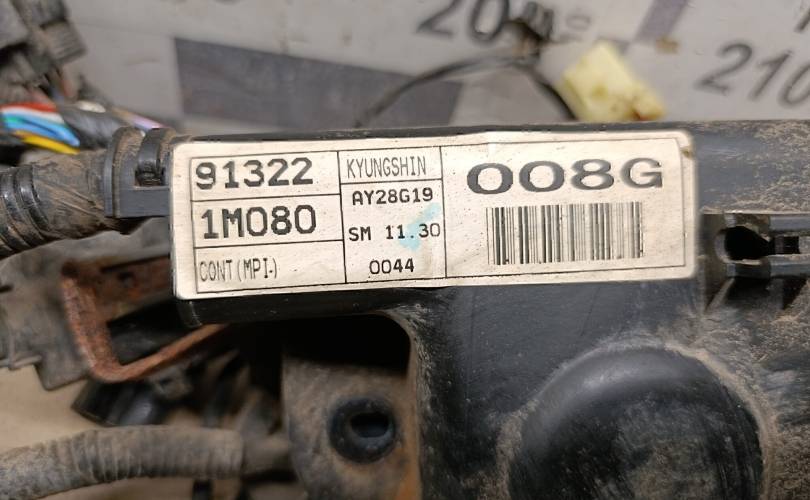 91322
1M080
CONT(MPI-)
KYUNGSHIN
AY28G19
SM 11.30
0044
008G